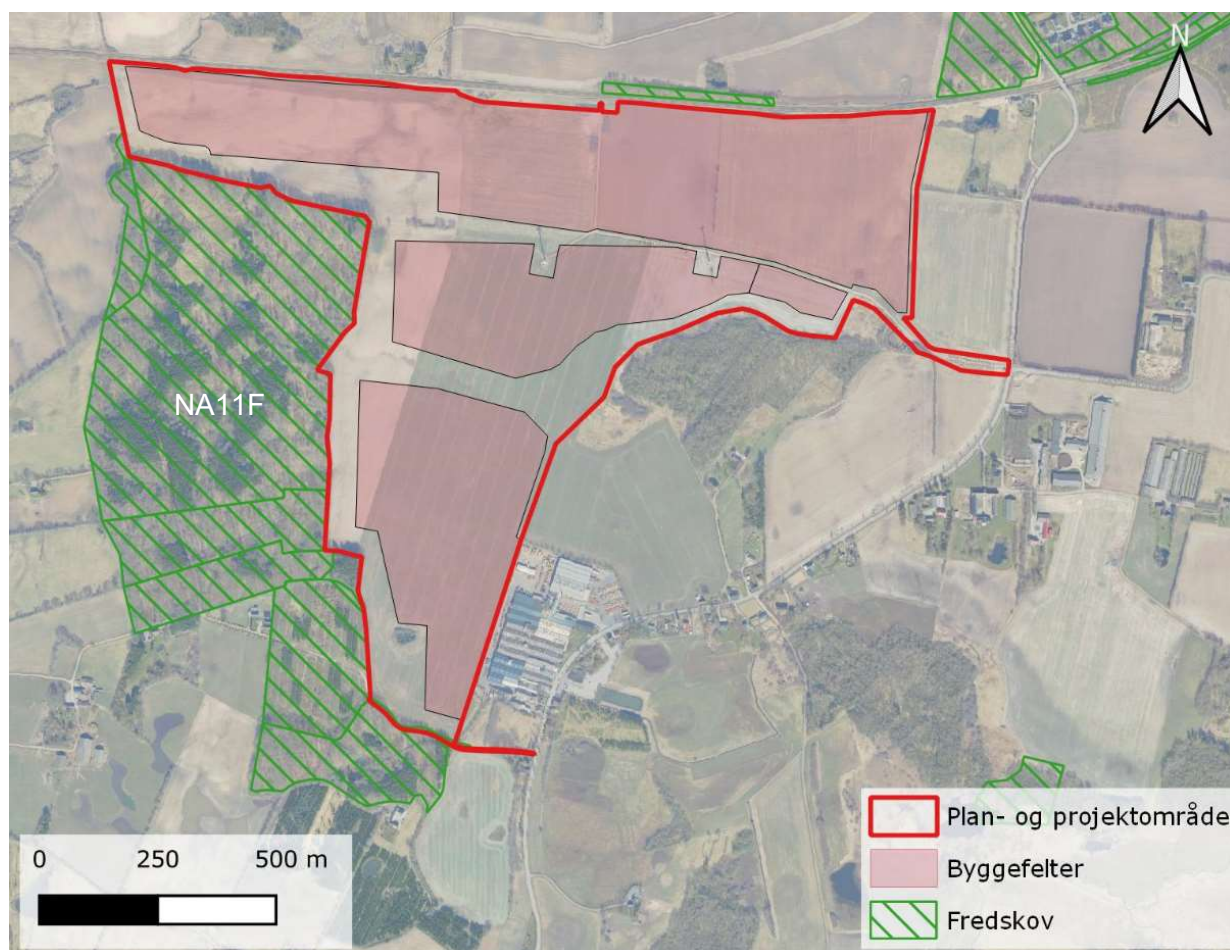 N
NA11F
0 250 500 m
Plan- og projektområde
Byggefelter
Fredskov